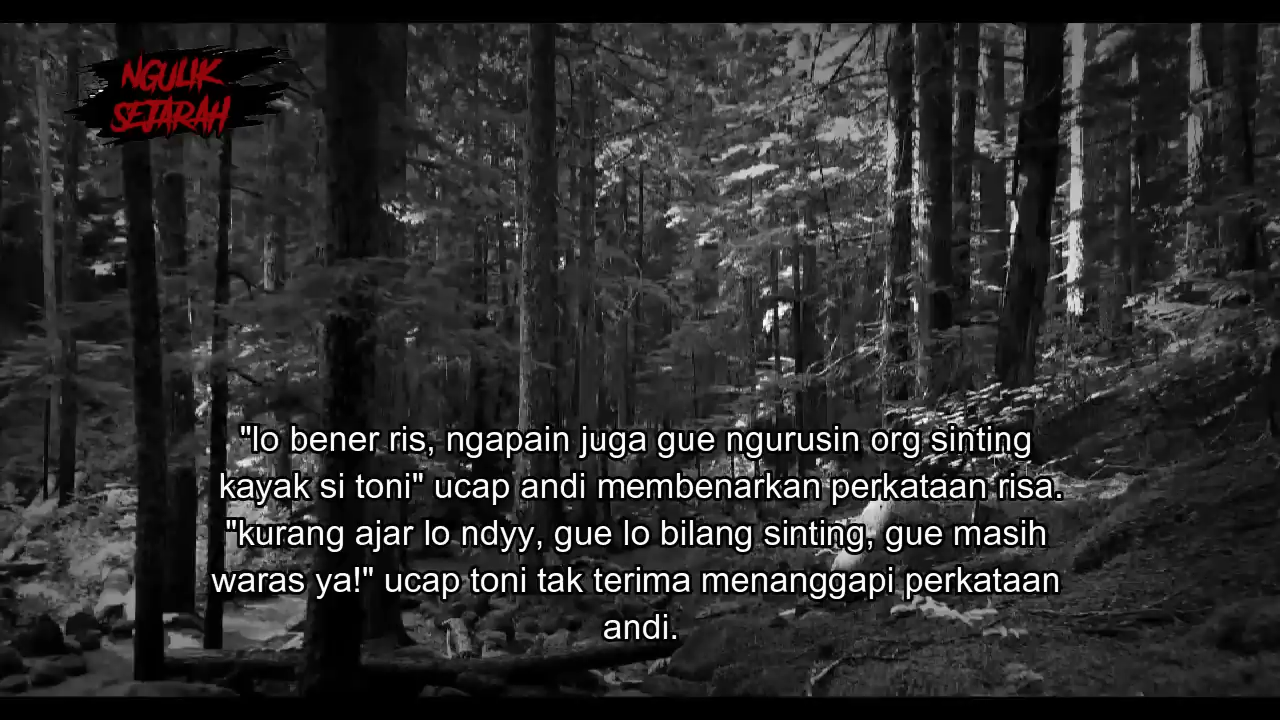 NGULIK
SEJARAH
"lo bener ris, ngapain juga gue ngurusin org sinting
kayak si toni" ucap andi membenarkan perkataan risa.
"kurang ajar lo ndyy, gue lo bilang sinting, gue masih
waras ya!" ucap toni tak terima menanggapi perkataan
andi.